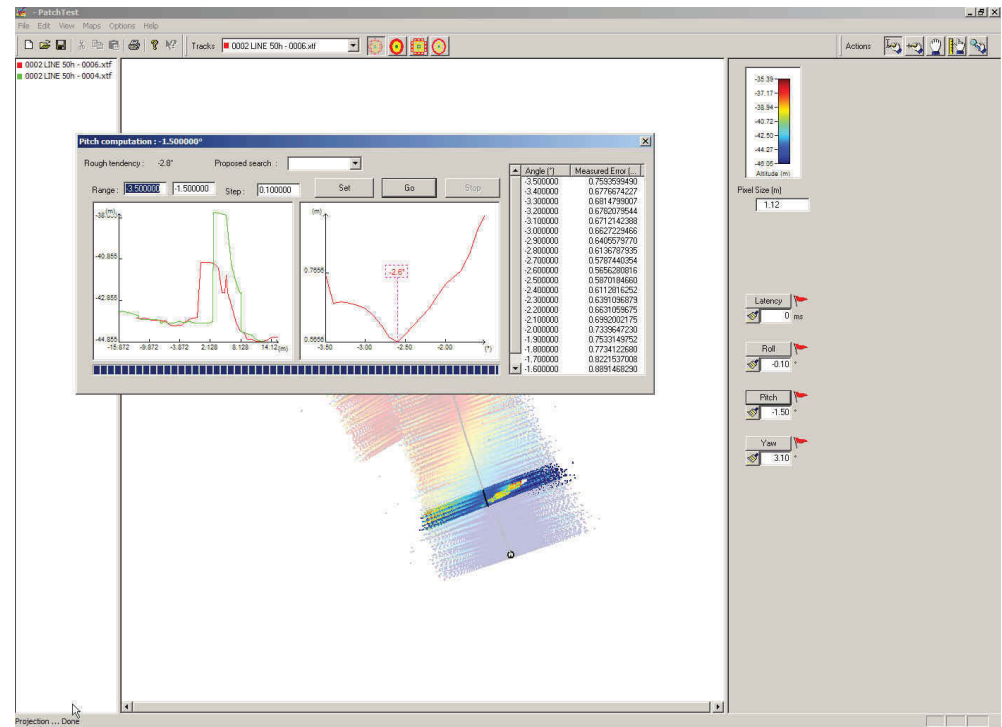 - PatchTest
File Edit View Maps Options Help
Tracks 0002 LINE 50h - 0006.xtf Actions
0002 LINE 50h - 0006.xtf
0002 LINE 50h - 0004.xtf
Pitch computation : -1.500000°
Rough tendency : -2.8° Proposed search :
Range : -3.500000 -1.500000 Step : 0.100000 Set Go Stop
(m)
-38.855
-40.855
-42.855
-44.855
-15.872 -9.872 -3.872 2.128 8.128 14.12 (m)
(m)
0.7656
0.5656
-2.6°
-3.50 -3.00 -2.50 -2.00 (°)
Angle (°) Measured Error (...
-3.500000 0.7593599490
-3.400000 0.6776674227
-3.300000 0.6814799007
-3.200000 0.6782079544
-3.100000 0.6712142388
-3.000000 0.6627229466
-2.900000 0.6405579770
-2.800000 0.6136787935
-2.700000 0.5787440354
-2.600000 0.5656280816
-2.500000 0.5870184660
-2.400000 0.6112816252
-2.300000 0.6391096879
-2.200000 0.6631059675
-2.100000 0.6992002175
-2.000000 0.7339647230
-1.900000 0.7533149752
-1.800000 0.7734122680
-1.700000 0.8221537008
-1.600000 0.8891468290
-35.39
-37.17
-38.94
-40.72
-42.50
-44.27
-46.05
Altitude (m)
Pixel Size (m)
1.12
Latency
0 ms
Roll
-0.10 °
Pitch
-1.50 °
Yaw
3.10 °
Projection ... Done